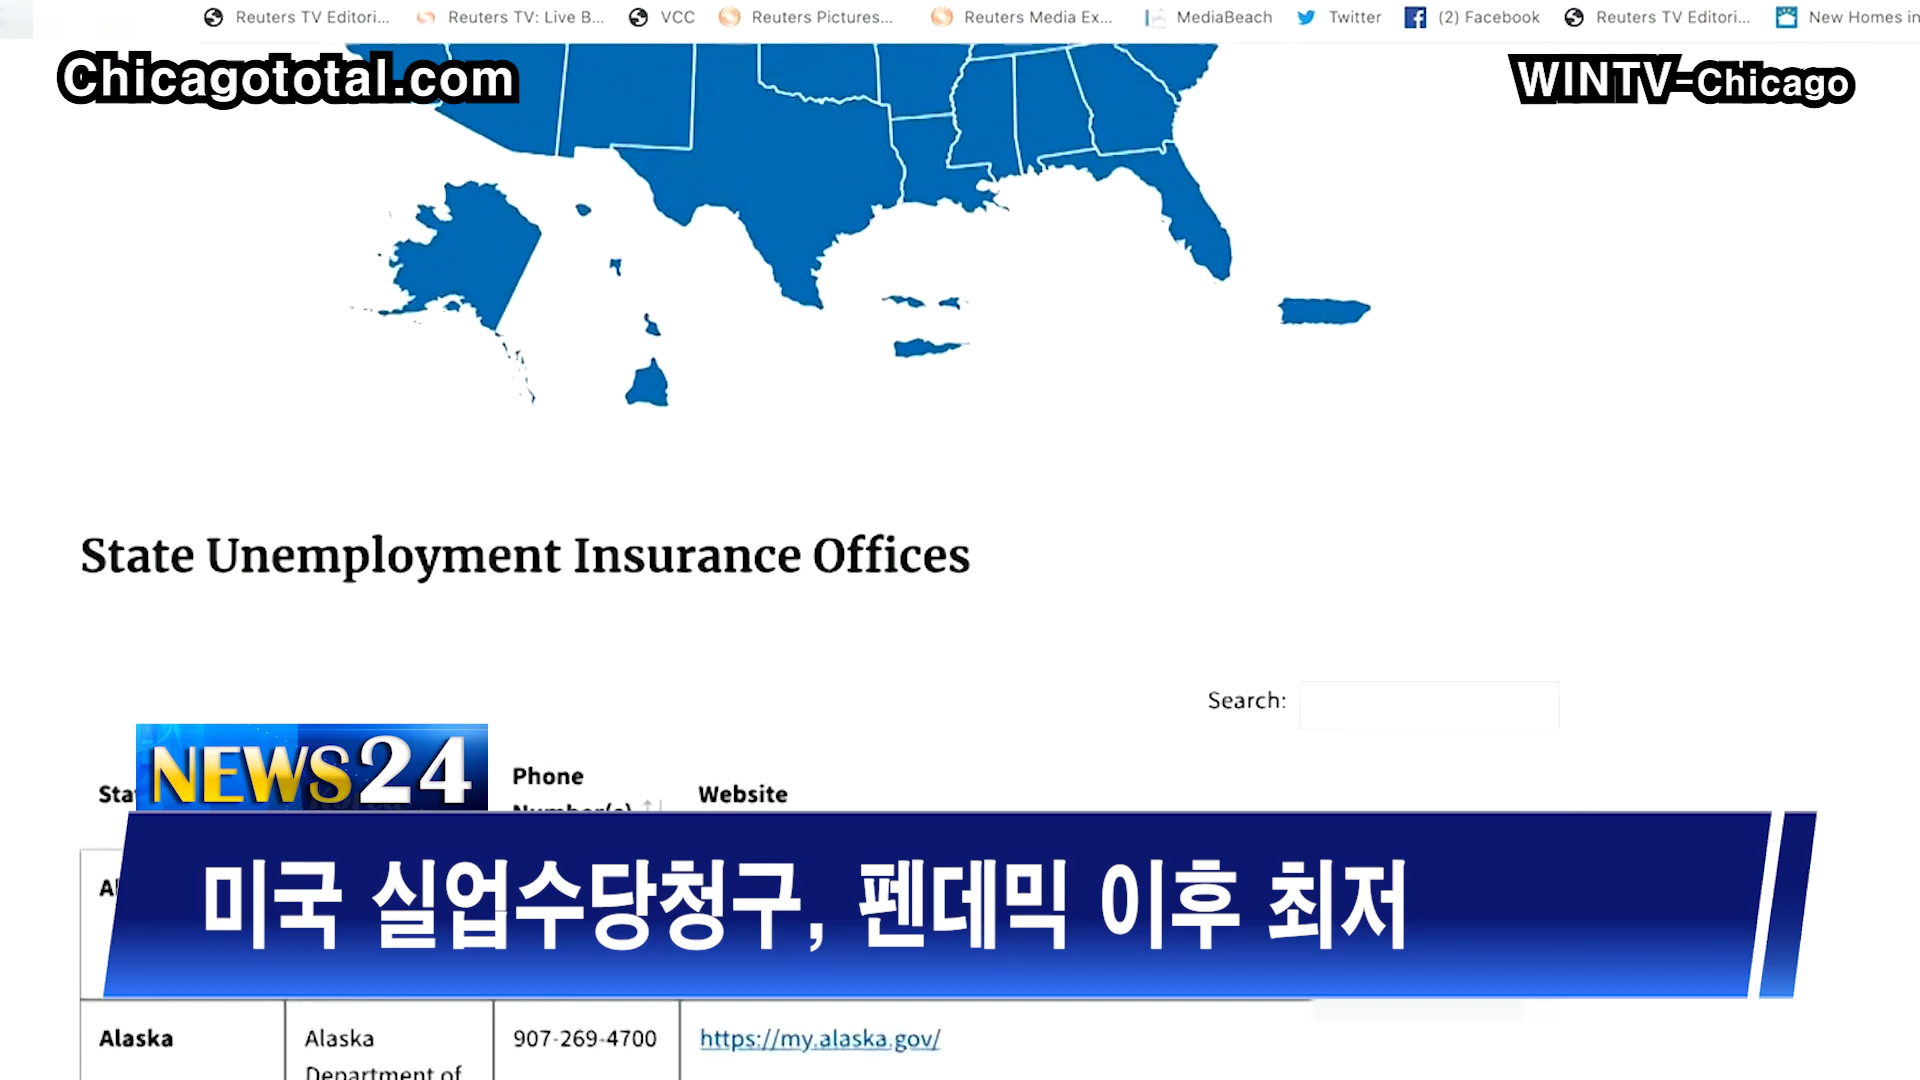 Reuters TV Editori... Reuters TV: Live B... VCC Reuters Pictures... Reuters Media Ex... MediaBeach Twitter (2) Facebook Reuters TV Editori... New Homes in
Chicagototal.com
WINTV-Chicago
State Unemployment Insurance Offices
Search:
NEWS24
Phone
Number(s)
Website
미국 실업수당청구, 펜데믹 이후 최저
Alaska
Alaska
Department of
907-269-4700
https://my.alaska.gov/